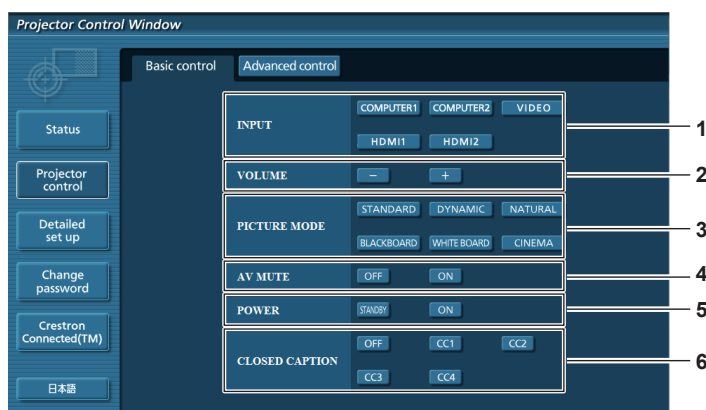 Projector Control Window
Basic control Advanced control
Status
Projector
control
Detailed
set up
Change
password
Crestron
Connected(TM)
日本語
INPUT COMPUTER1 COMPUTER2 VIDEO
HDMI1 HDMI2
1
VOLUME - +
2
PICTURE MODE STANDARD DYNAMIC NATURAL
BLACKBOARD WHITE BOARD CINEMA
3
AV MUTE OFF ON
4
POWER STANDBY ON
5
CLOSED CAPTION OFF CC1 CC2
CC3 CC4
6